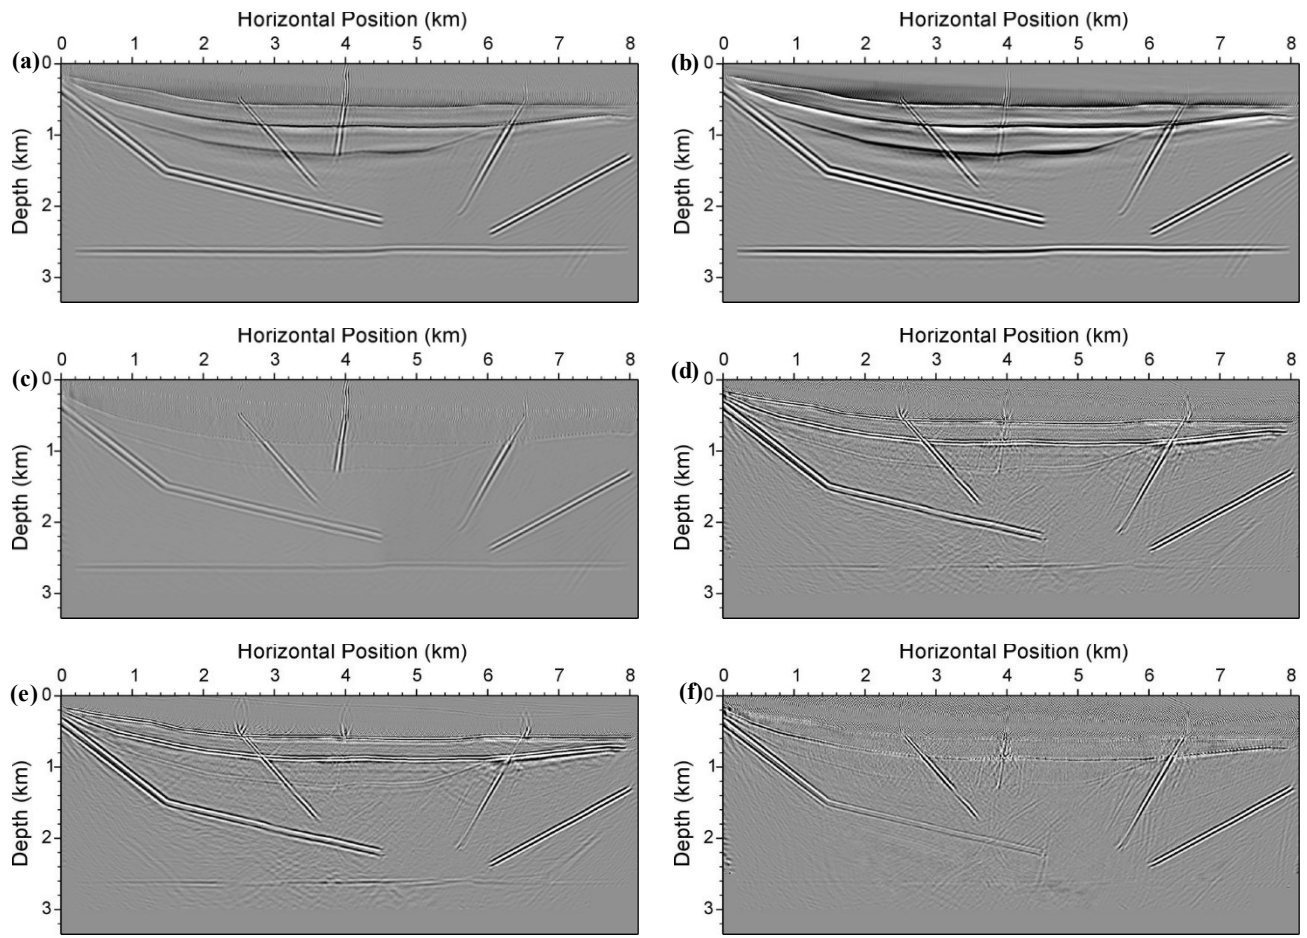 Horizontal Position (km)
0 1 2 3 4 5 6 7 8
(a)
0
1
2
3
Depth (km)
Horizontal Position (km)
0 1 2 3 4 5 6 7 8
(b)
0
1
2
3
Depth (km)
Horizontal Position (km)
0 1 2 3 4 5 6 7 8
(c)
0
1
2
3
Depth (km)
Horizontal Position (km)
0 1 2 3 4 5 6 7 8
(d)
0
1
2
3
Depth (km)
Horizontal Position (km)
0 1 2 3 4 5 6 7 8
(e)
0
1
2
3
Depth (km)
Horizontal Position (km)
0 1 2 3 4 5 6 7 8
(f)
0
1
2
3
Depth (km)